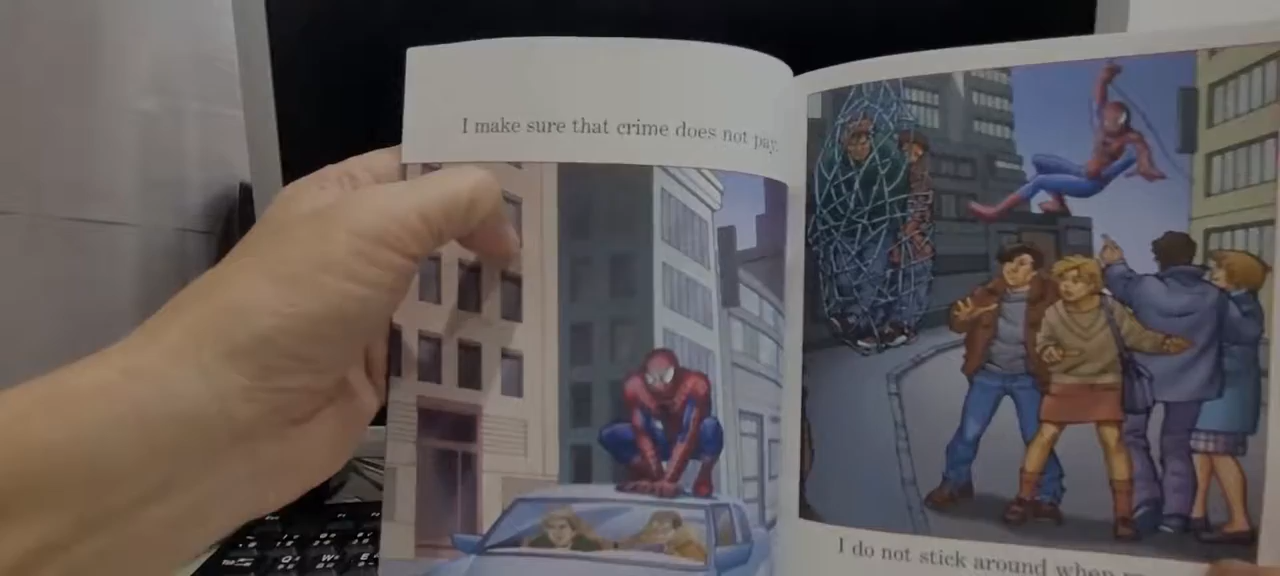 I make sure that crime does not pay.
I do not stick around when